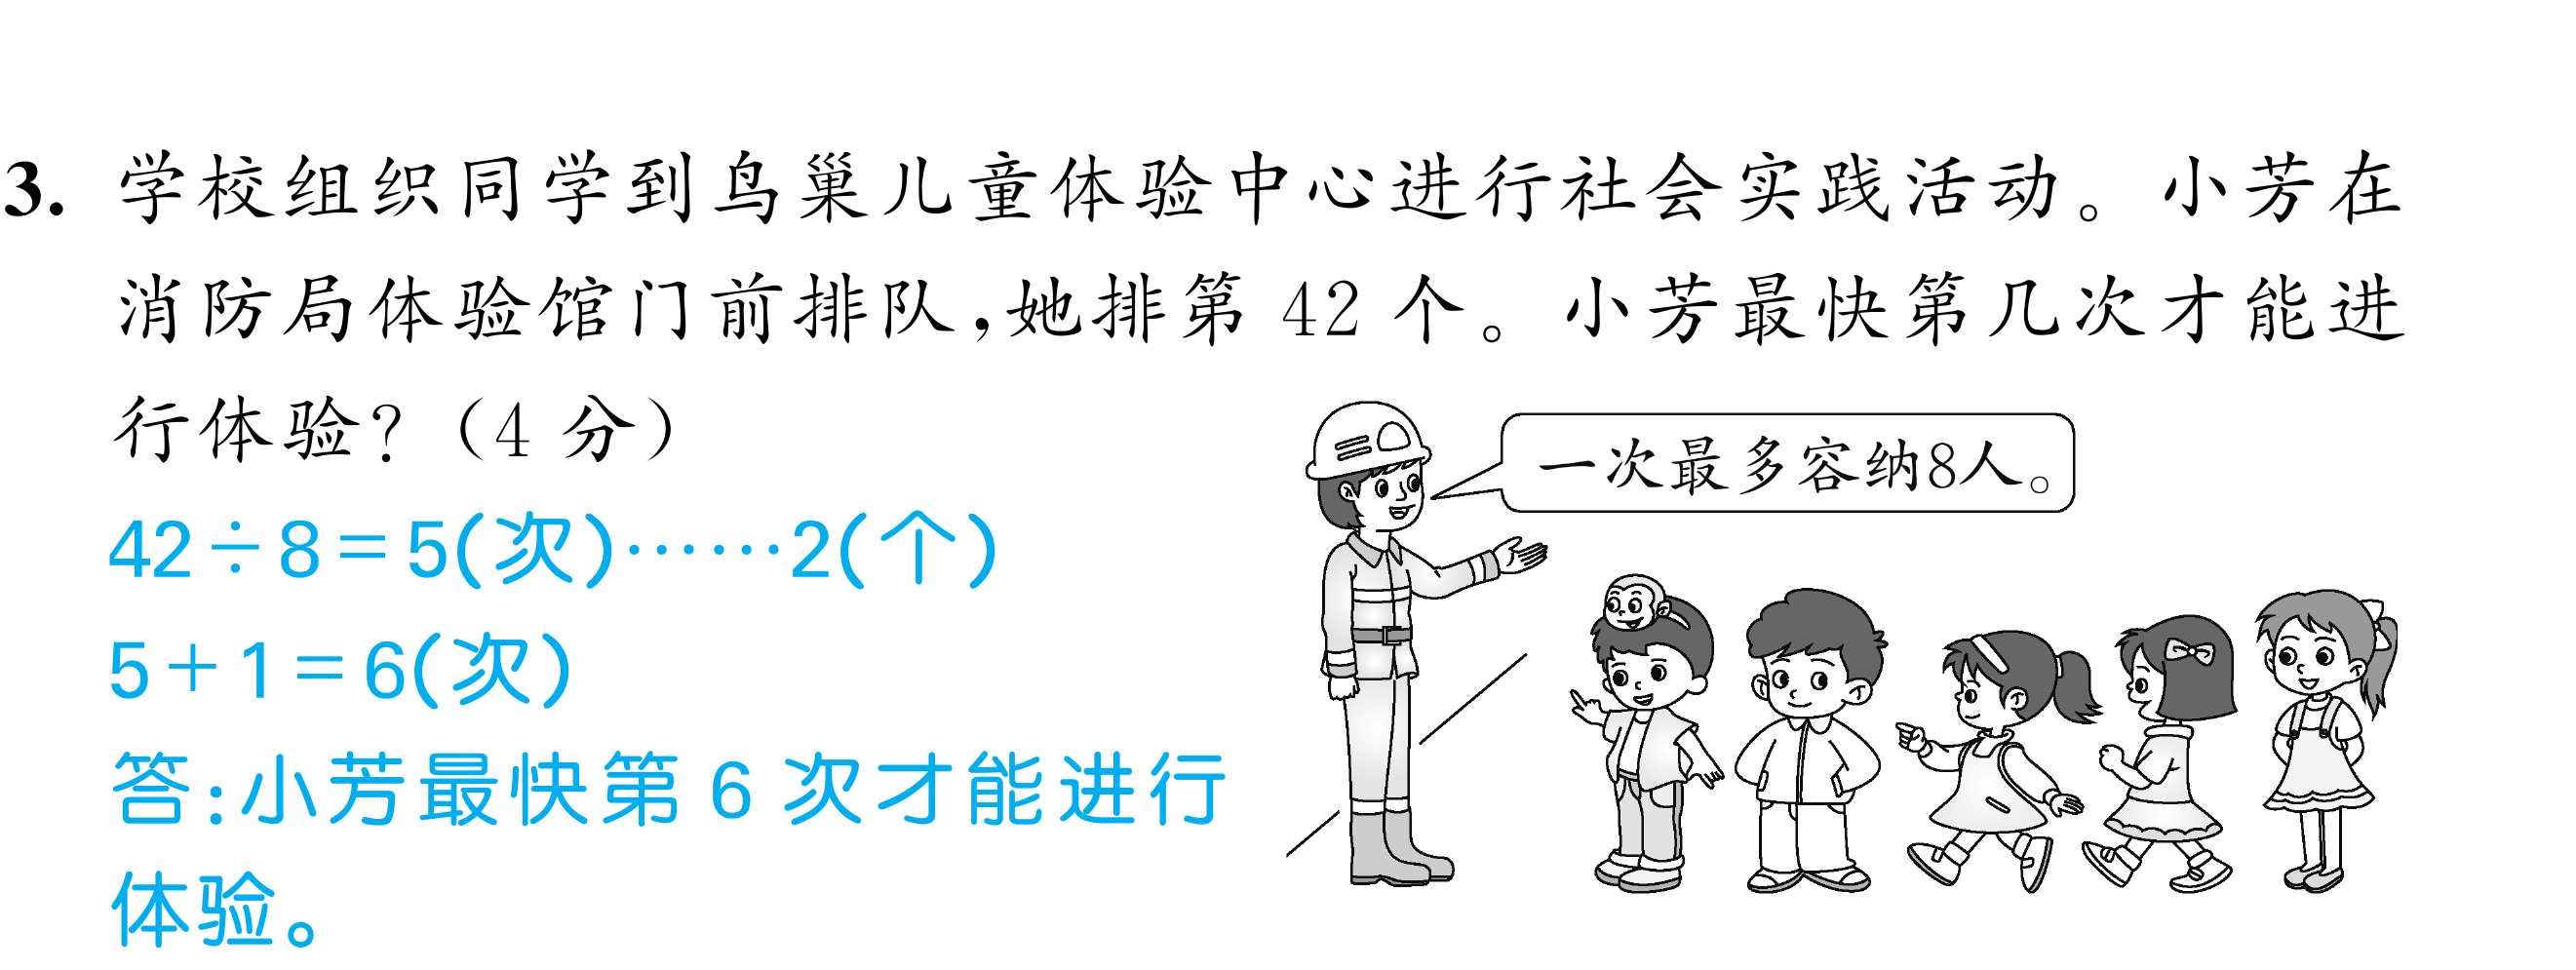 3. 学校组织同学到鸟巢儿童体验中心进行社会实践活动。小芳在
消防局体验馆门前排队,她排第 42 个。小芳最快第几次才能进
行体验?(4 分)
一次最多容纳8人。
42÷8=5(次)……2(个)
5+1=6(次)
答:小芳最快第 6 次才能进行
体验。